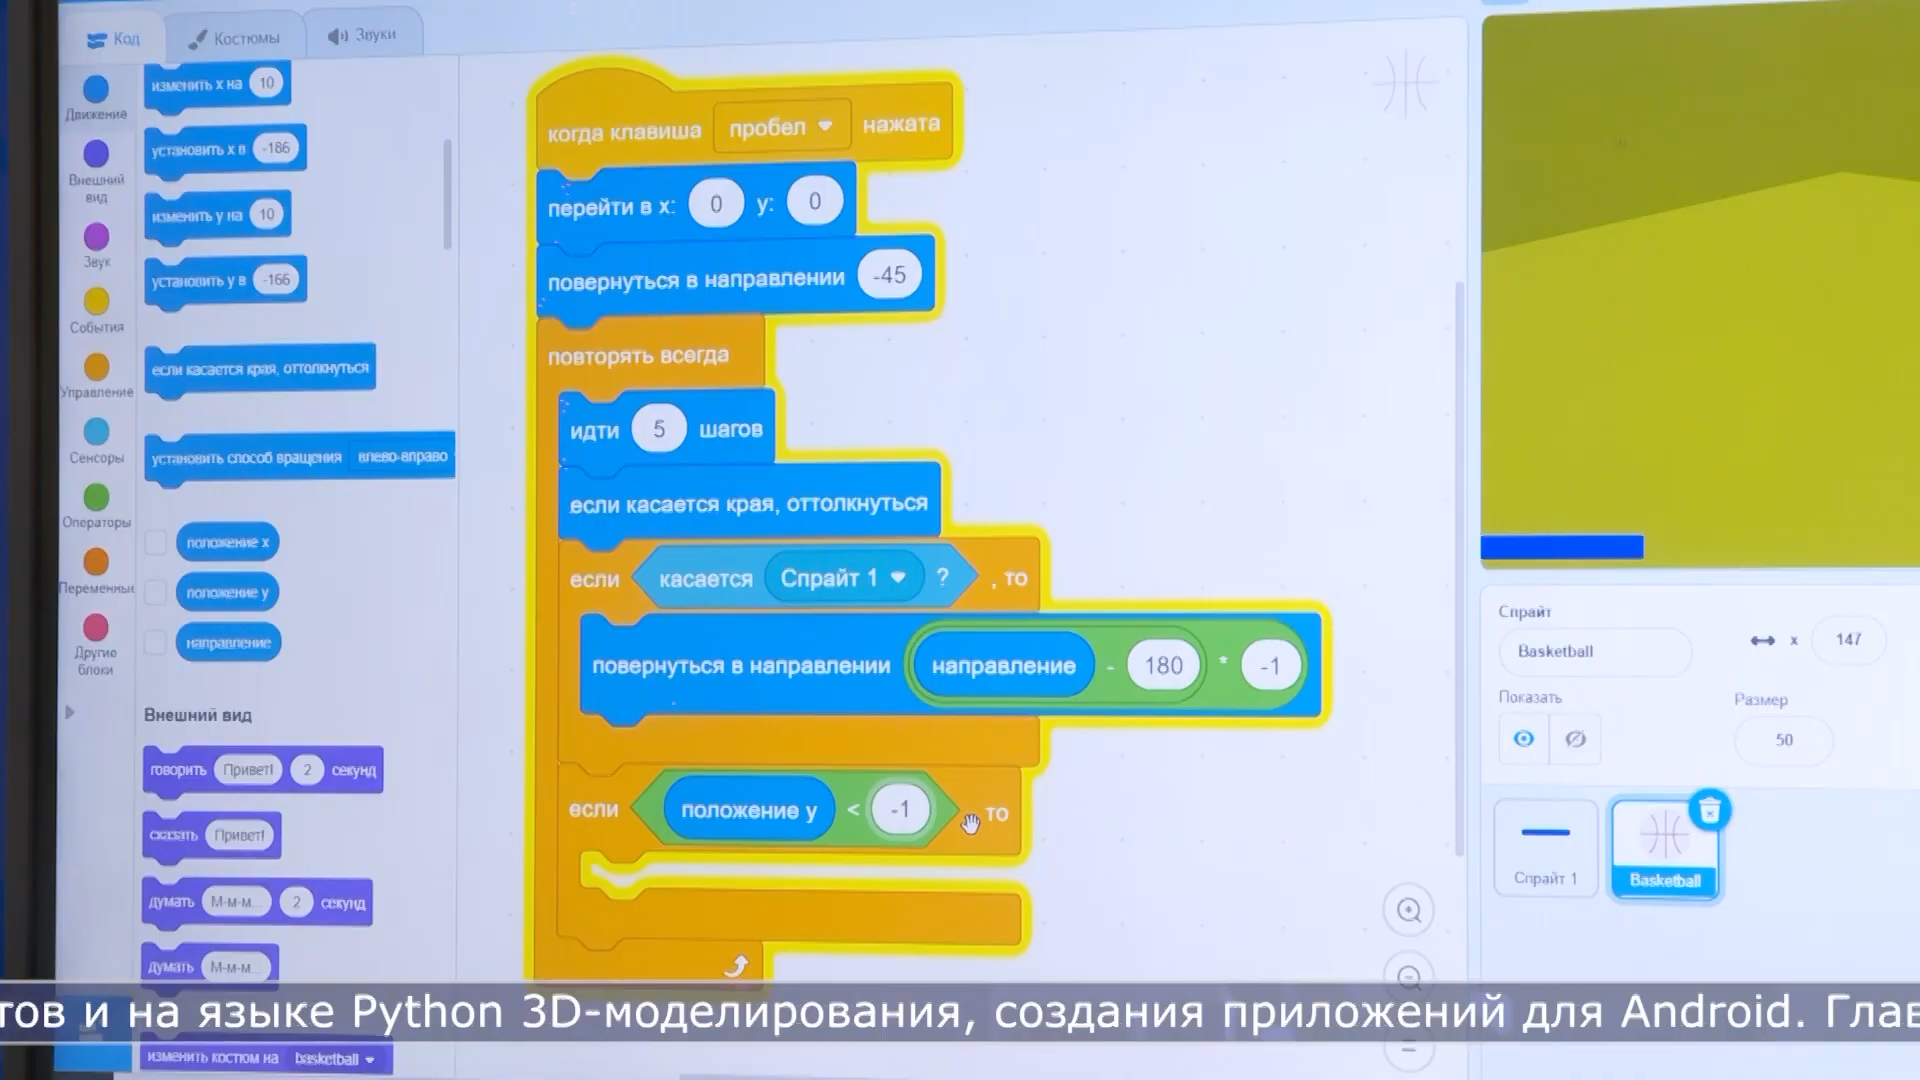 Код
Костюмы
Звуки
Движение
Внешний
вид
Звук
События
Управление
Сенсоры
Операторы
Переменные
Другие
блоки
изменить x на 10
установить x в -186
изменить y на 10
установить y в -166
если касается края, оттолкнуться
установить способ вращения влево-вправо
положение x
положение y
направление
Внешний вид
говорить Привет! 2 секунд
сказать Привет!
думать М-м-м... 2 секунд
думать М-м-м...
изменить костюм на basketball
когда клавиша пробел нажата
перейти в x: 0 y: 0
повернуться в направлении -45
повторять всегда
идти 5 шагов
если касается края, оттолкнуться
если касается Спрайт 1 ? , то
повернуться в направлении направление - 180 * -1
если положение y < -1 то
Спрайт
Basketball
x 147
Показать
Размер
50
Спрайт 1
Basketball
тов и на языке Python 3D-моделирования, создания приложений для Android. Глав